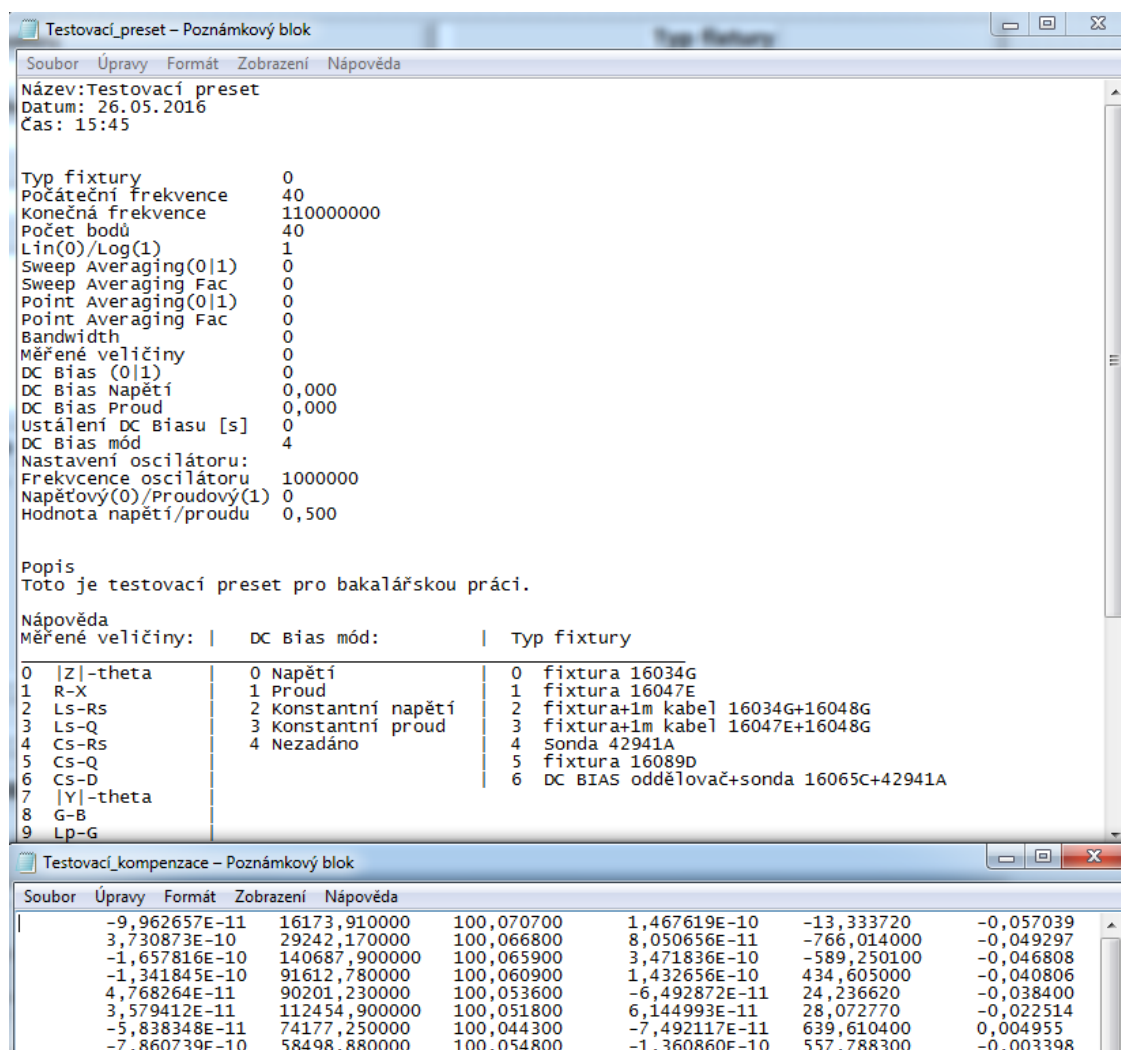 Testovací_preset – Poznámkový blok
Soubor Úpravy Formát Zobrazení Nápověda
Název:Testovací preset
Datum: 26.05.2016
Čas: 15:45
Typ fixtury 0
Počáteční frekvence 40
Konečná frekvence 110000000
Počet bodů 40
Lin(0)/Log(1) 1
Sweep Averaging(0|1) 0
Sweep Averaging Fac 0
Point Averaging(0|1) 0
Point Averaging Fac 0
Bandwidth 0
Měřené veličiny 0
DC Bias (0|1) 0
DC Bias Napětí 0,000
DC Bias Proud 0,000
Ustálení DC Biasu [s] 0
DC Bias mód 4
Nastavení oscilátoru:
Frekvcence oscilátoru 1000000
Napěťový(0)/Proudový(1) 0
Hodnota napětí/proudu 0,500
Popis
Toto je testovací preset pro bakalářskou práci.
Nápověda
Měřené veličiny: | DC Bias mód: | Typ fixtury
0 |Z|-theta | 0 Napětí | 0 fixtura 16034G
1 R-X | 1 Proud | 1 fixtura 16047E
2 Ls-Rs | 2 Konstantní napětí | 2 fixtura+1m kabel 16034G+16048G
3 Ls-Q | 3 Konstantní proud | 3 fixtura+1m kabel 16047E+16048G
4 Cs-Rs | 4 Nezadáno | 4 Sonda 42941A
5 Cs-Q | | 5 fixtura 16089D
6 Cs-D | | 6 DC BIAS oddělovač+sonda 16065C+42941A
7 |Y|-theta |
8 G-B |
9 Lp-G |
Testovací_kompenzace – Poznámkový blok
Soubor Úpravy Formát Zobrazení Nápověda
-9,962657E-11 16173,910000 100,070700 1,467619E-10 -13,333720 -0,057039
3,730873E-10 29242,170000 100,066800 8,050656E-11 -766,014000 -0,049297
-1,657816E-10 140687,900000 100,065900 3,471836E-10 -589,250100 -0,046808
-1,341845E-10 91612,780000 100,060900 1,432656E-10 434,605000 -0,040806
4,768264E-11 90201,230000 100,053600 -6,492872E-11 24,236620 -0,038400
3,579412E-11 112454,900000 100,051800 6,144993E-11 28,072770 -0,022514
-5,838348E-11 74177,250000 100,044300 -7,492117E-11 639,610400 0,004955
-7,860739E-10 58498,880000 100,054800 -1,360860E-10 557,788300 -0,003398